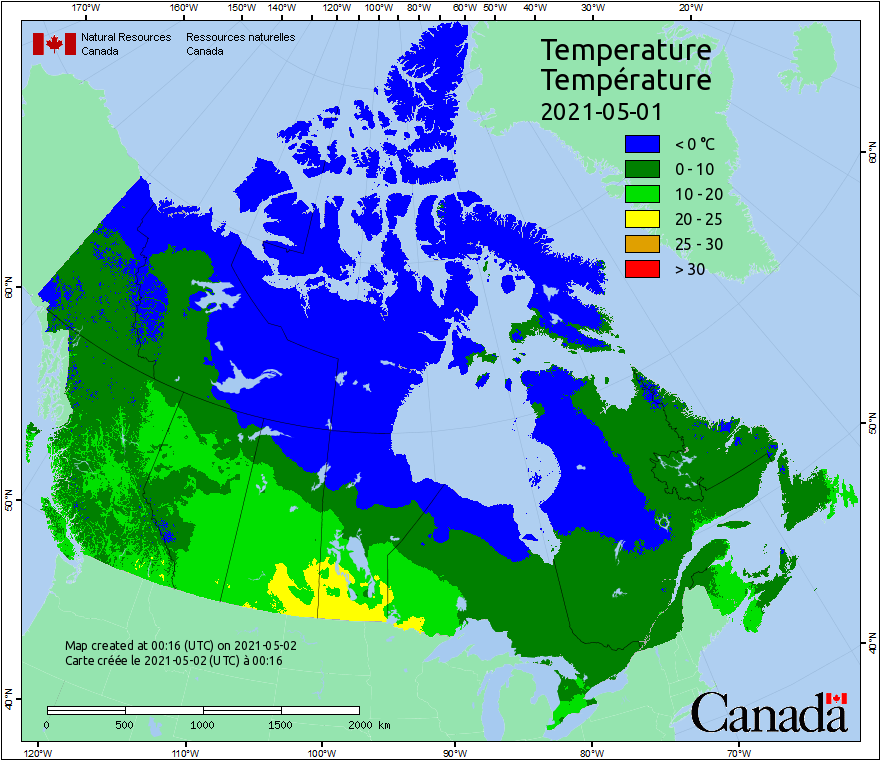 170°W 160°W 150°W 140°W 120°W 100°W 80°W 60°W 50°W 40°W 30°W 20°W
Natural Resources Ressources naturelles
Canada Canada
Temperature
Température
2021-05-01
< 0 °C
0 - 10
10 - 20
20 - 25
25 - 30
> 30
60°N
60°N
50°N
50°N
40°N
40°N
Map created at 00:16 (UTC) on 2021-05-02
Carte créée le 2021-05-02 (UTC) à 00:16
0 500 1000 1500 2000 km
Canada
120°W 110°W 100°W 90°W 80°W 70°W